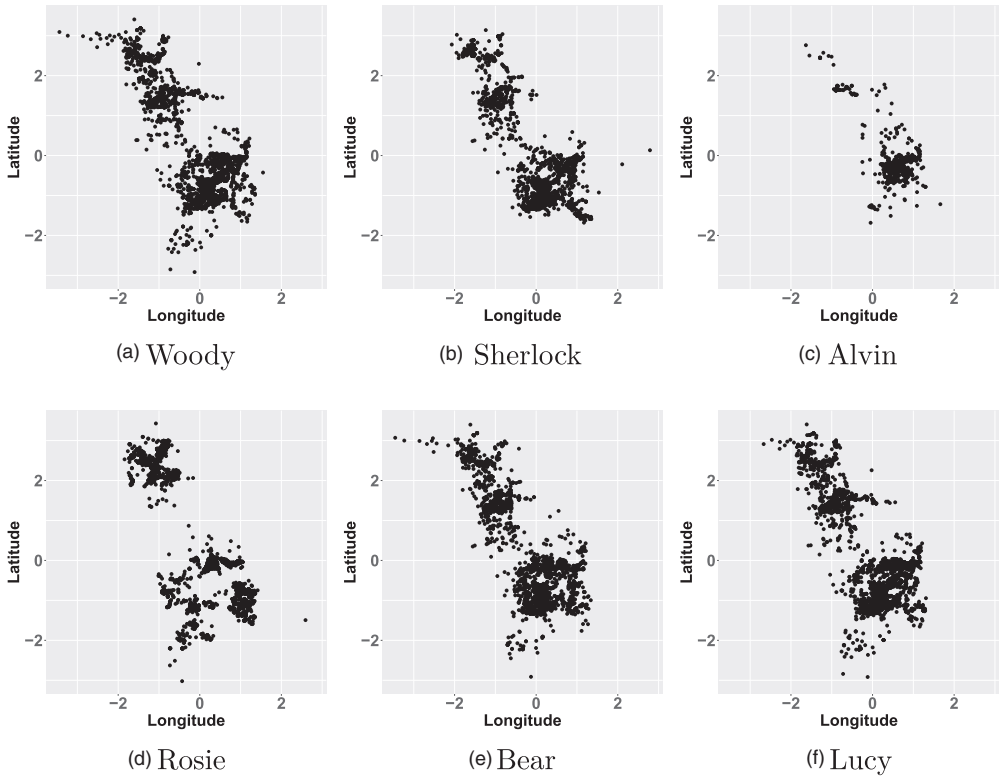 2
0
−2
Latitude
−2 0 2
Longitude
(a) Woody
2
0
−2
Latitude
−2 0 2
Longitude
(b) Sherlock
2
0
−2
Latitude
−2 0 2
Longitude
(c) Alvin
2
0
−2
Latitude
−2 0 2
Longitude
(d) Rosie
2
0
−2
Latitude
−2 0 2
Longitude
(e) Bear
2
0
−2
Latitude
−2 0 2
Longitude
(f) Lucy